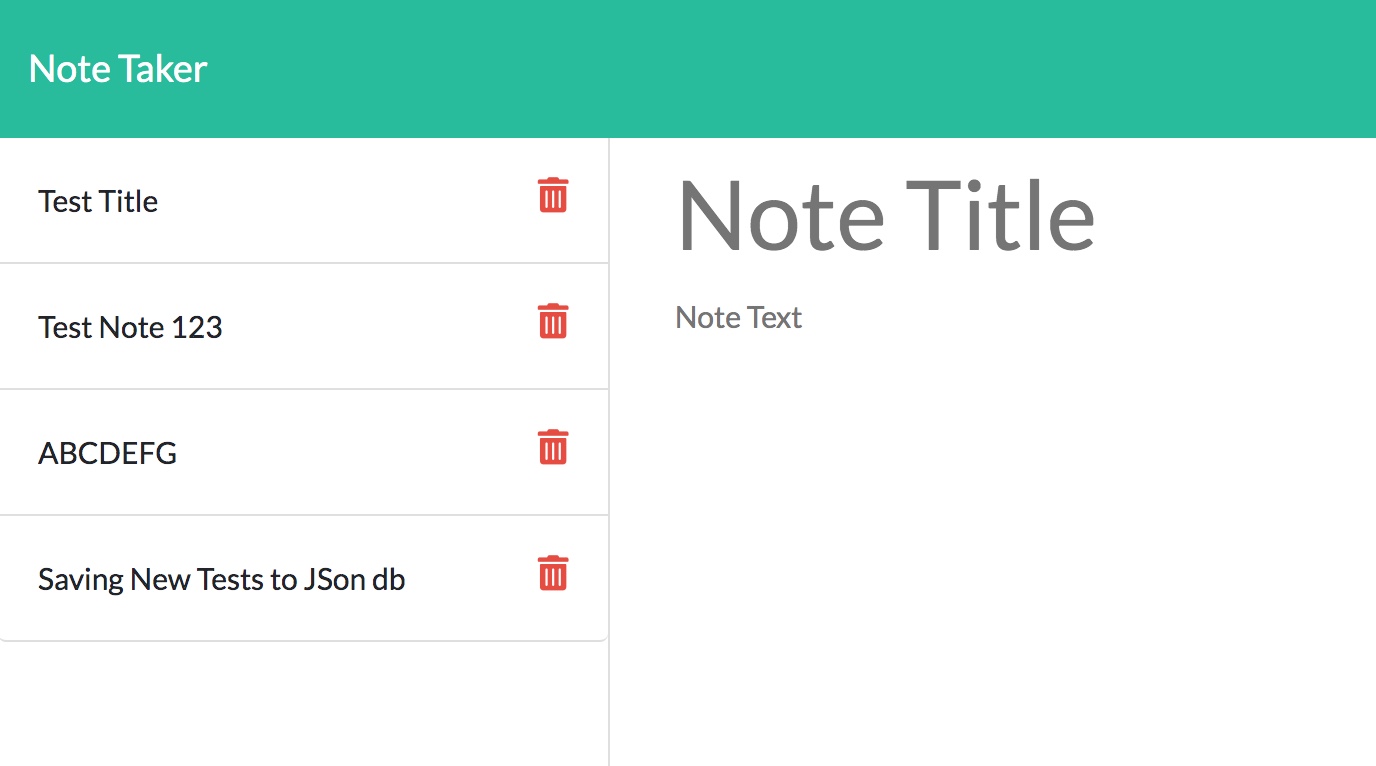 Note Taker
Test Title
Test Note 123
ABCDEFG
Saving New Tests to JSon db
Note Title
Note Text